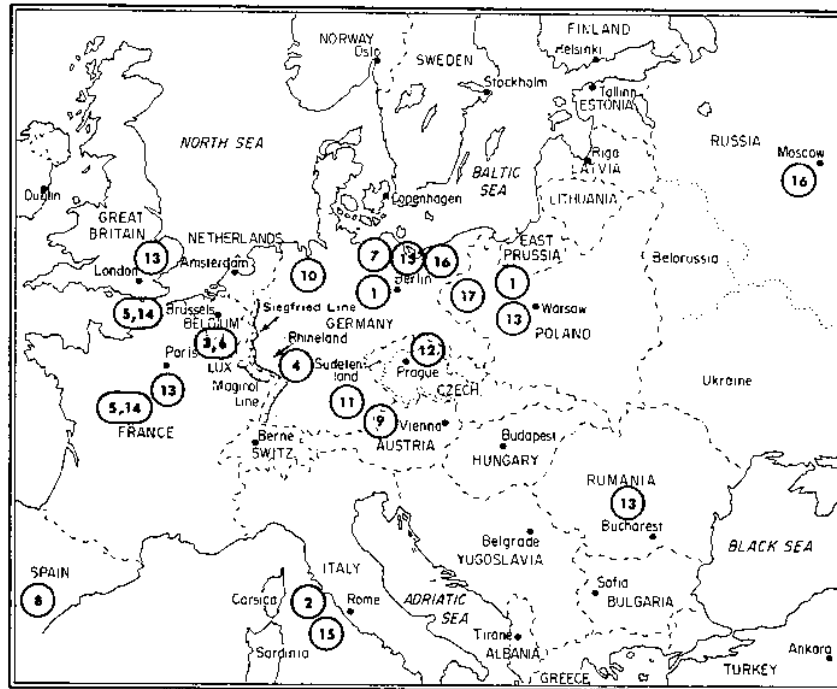 FINLAND
NORWAY
Oslo
SWEDEN
Helsinki
Stockholm
Tallinn
ESTONIA
NORTH SEA
RUSSIA
Moscow
16
BALTIC
SEA
Riga
LATVIA
Dublin
Copenhagen
LITHUANIA
GREAT
BRITAIN
NETHERLANDS
EAST
PRUSSIA
13
7
15
16
Belorussia
London
Amsterdam
10
Berlin
1
17
1
5,14
Brussels
BELGIUM
Siegfried Line
GERMANY
Warsaw
13
POLAND
Rhineland
12
Paris
LUX
4
Sudeten-
land
Prague
Maginot
Line
CZECH.
Ukraine
13
5,14
FRANCE
11
9
Vienna
AUSTRIA
Berne
SWITZ
Budapest
HUNGARY
RUMANIA
13
Bucharest
Belgrade
YUGOSLAVIA
BLACK SEA
SPAIN
8
ITALY
Corsica
2
Rome
ADRIATIC
SEA
Sofia
BULGARIA
15
Sardinia
Tirane
ALBANIA
GREECE
TURKEY
Ankara